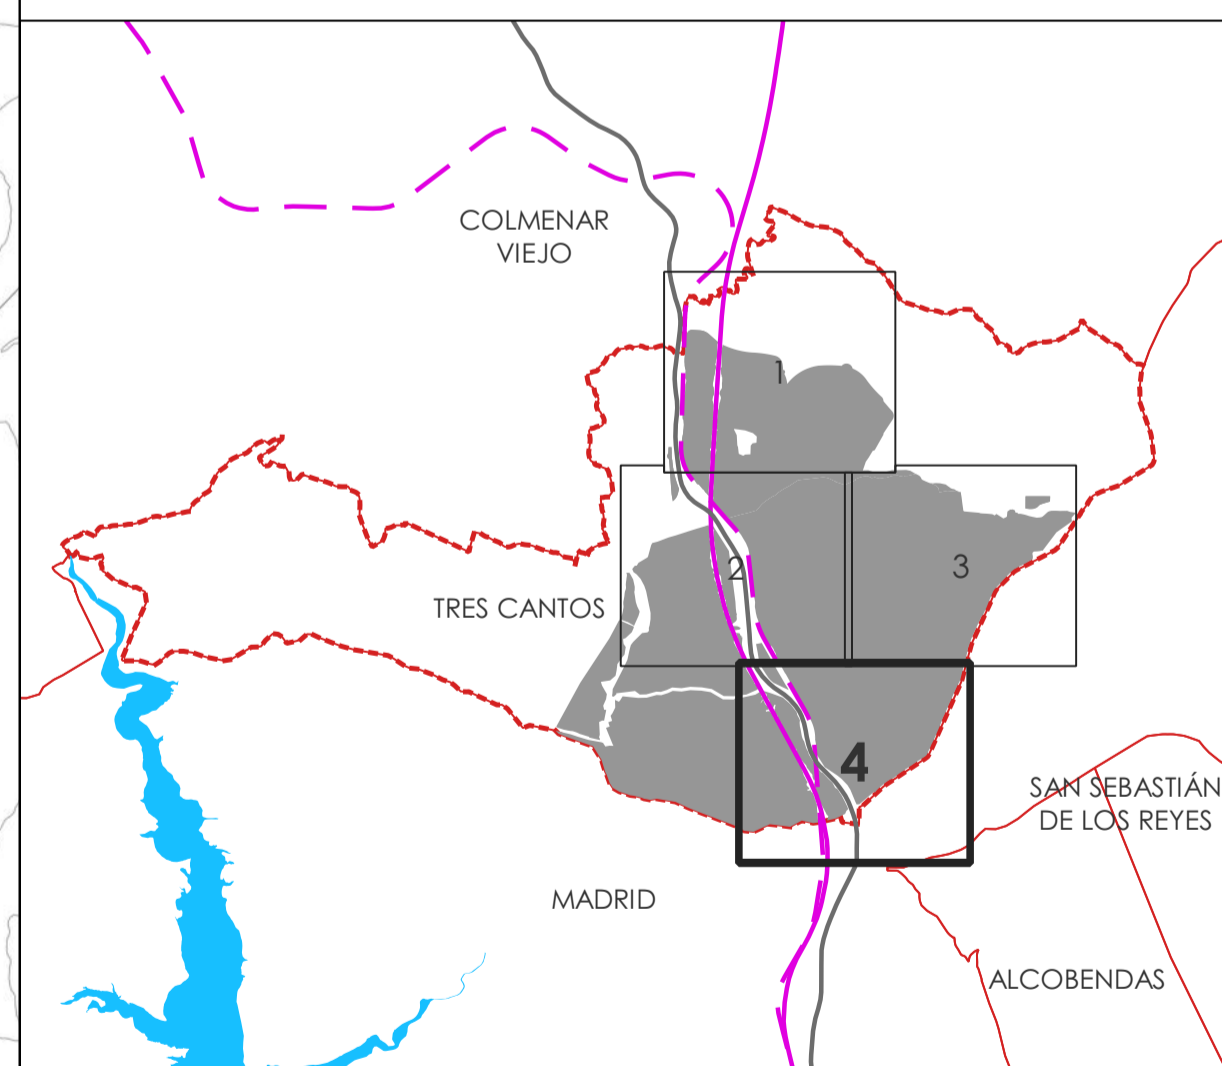 COLMENAR
VIEJO
1
2
3
TRES CANTOS
4
SAN SEBASTIÁN
DE LOS REYES
MADRID
ALCOBENDAS